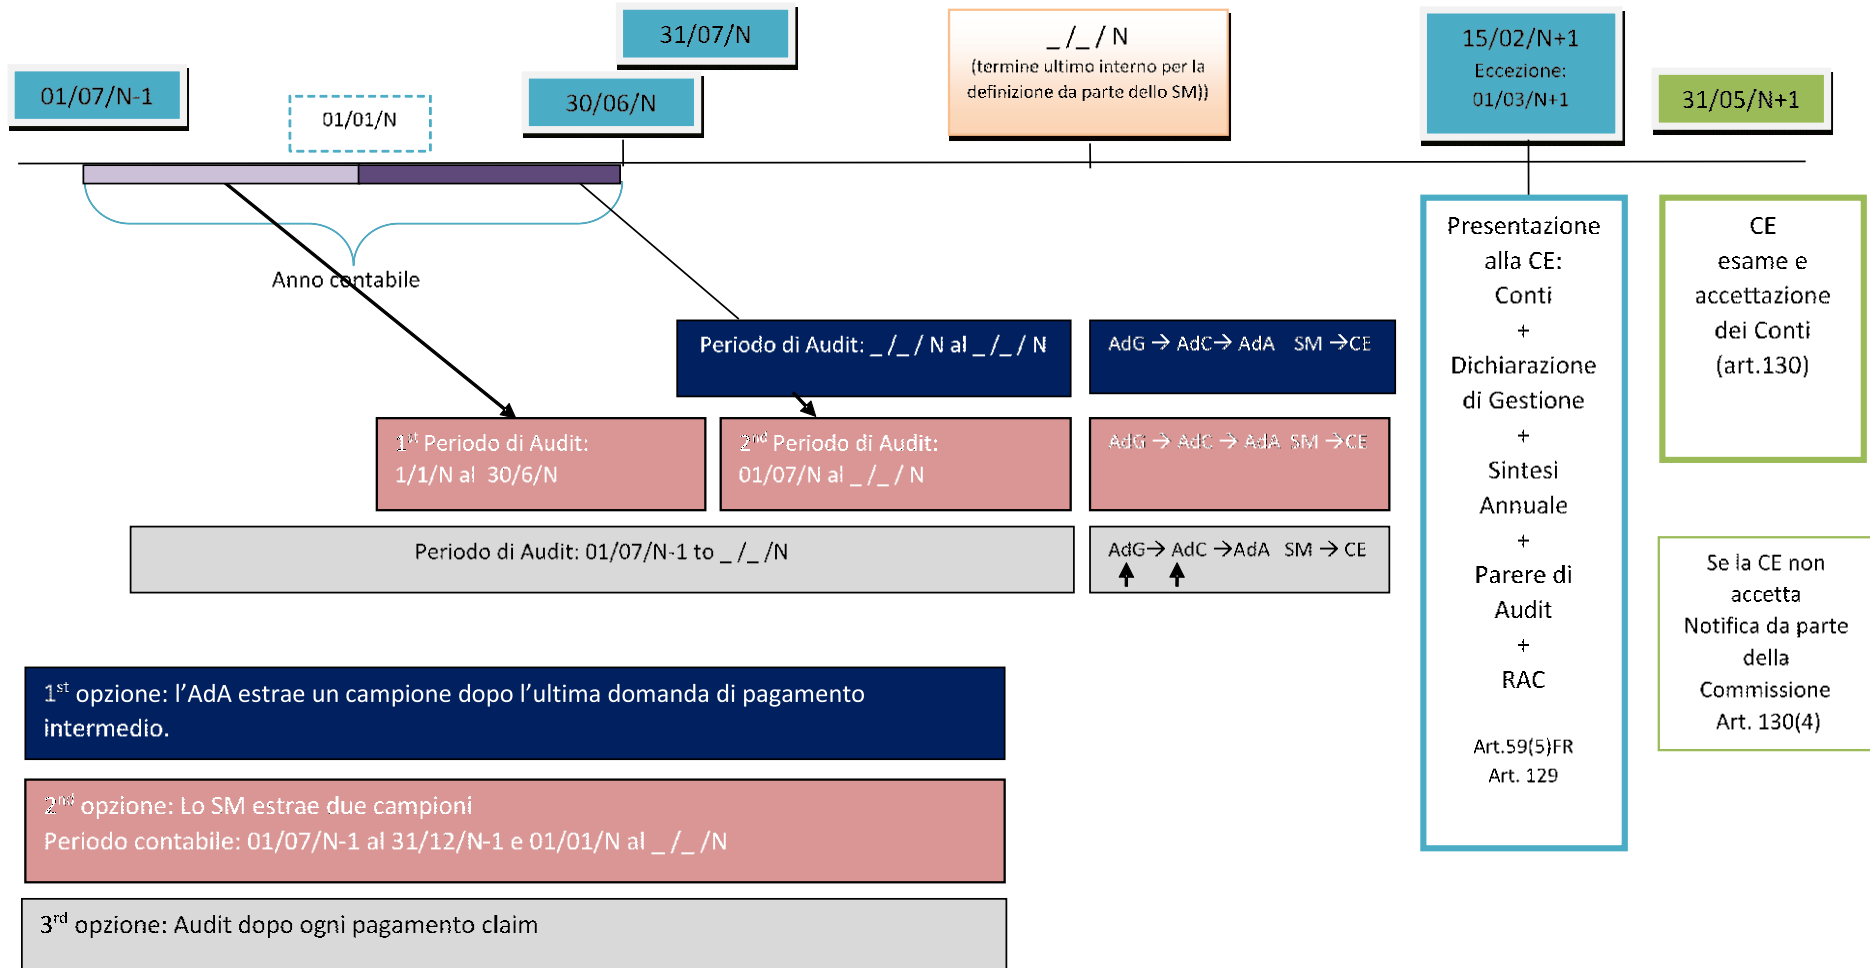 31/07/N
_ /_ / N
(termine ultimo interno per la
definizione da parte dello SM))
15/02/N+1
Eccezione:
01/03/N+1
01/07/N-1
01/01/N
30/06/N
31/05/N+1
Anno contabile
Periodo di Audit: _ /_ / N al _ /_ / N
AdG → AdC→ AdA SM →CE
1st Periodo di Audit:
1/1/N al 30/6/N
2nd Periodo di Audit:
01/07/N al _ /_ / N
AdG → AdC → AdA SM →CE
Periodo di Audit: 01/07/N-1 to _ /_ /N
AdG→ AdC →AdA SM → CE
Presentazione
alla CE:
Conti
+
Dichiarazione
di Gestione
+
Sintesi
Annuale
+
Parere di
Audit
+
RAC
Art.59(5)FR
Art. 129
CE
esame e
accettazione
dei Conti
(art.130)
Se la CE non
accetta
Notifica da parte
della
Commissione
Art. 130(4)
1st opzione: l’AdA estrae un campione dopo l’ultima domanda di pagamento
intermedio.
2nd opzione: Lo SM estrae due campioni
Periodo contabile: 01/07/N-1 al 31/12/N-1 e 01/01/N al _ /_ /N
3rd opzione: Audit dopo ogni pagamento claim